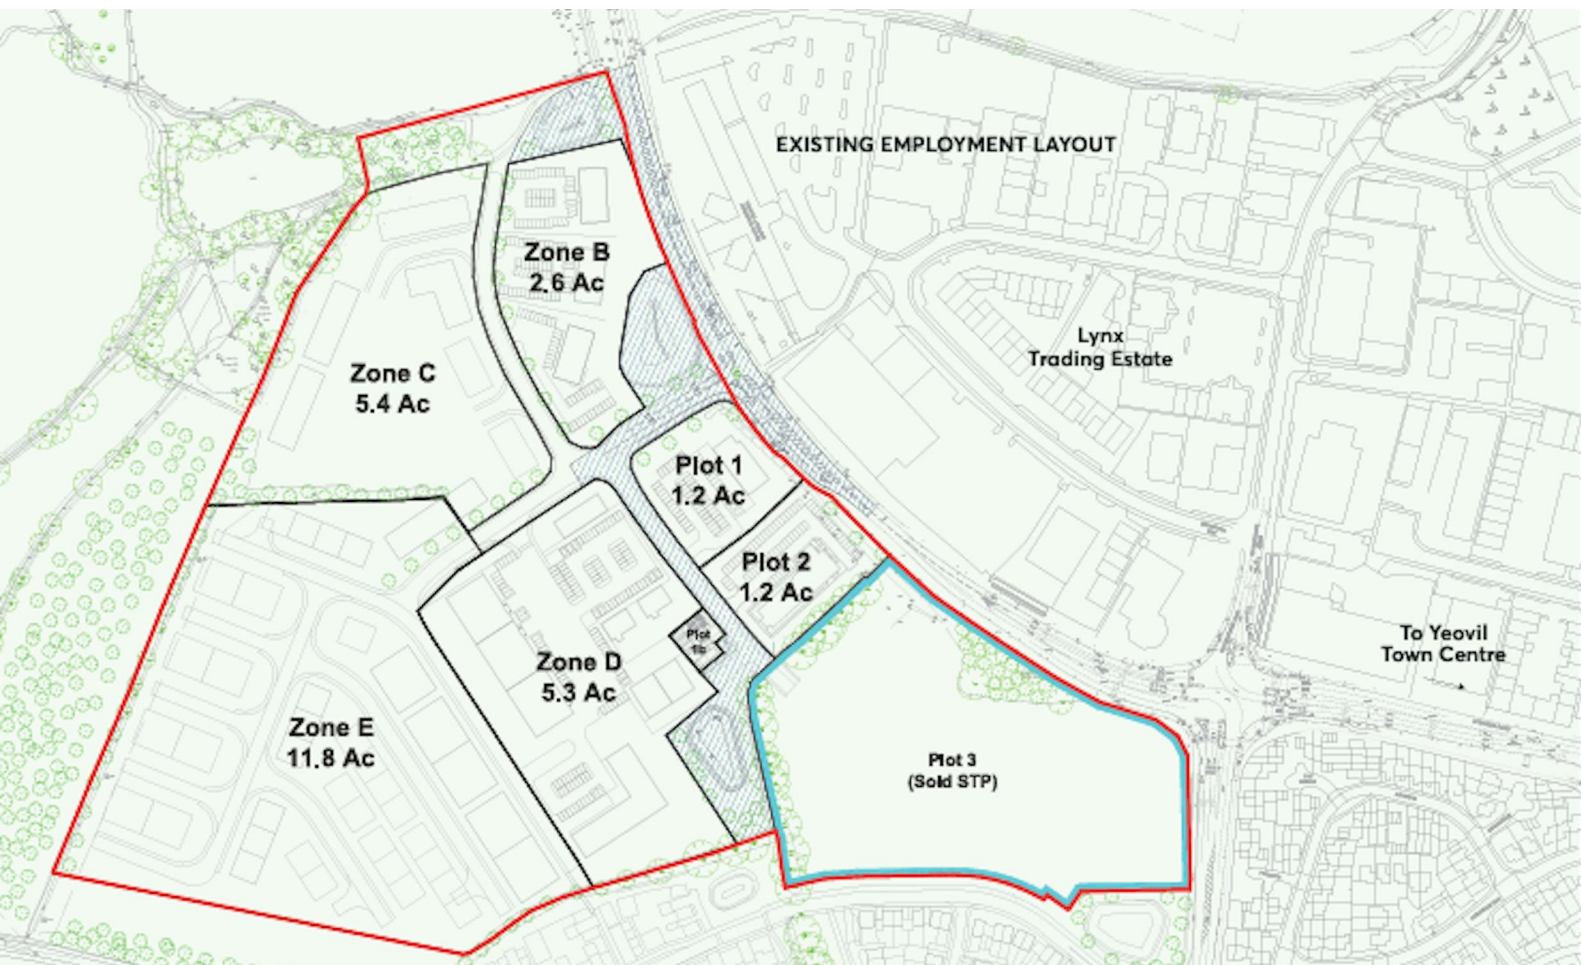 EXISTING EMPLOYMENT LAYOUT
Zone B
2.6 Ac
Lynx
Trading Estate
Zone C
5.4 Ac
Plot 1
1.2 Ac
Plot 2
1.2 Ac
To Yeovil
Town Centre
Plot
1b
Zone D
5.3 Ac
Zone E
11.8 Ac
Plot 3
(Sold STP)